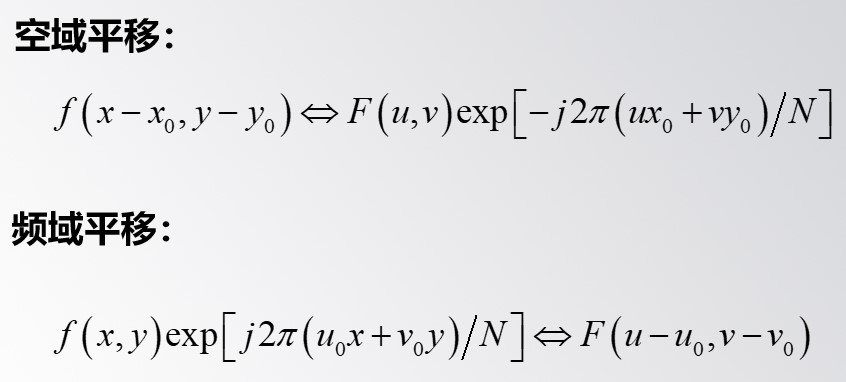 空域平移：
f(x−x₀,y−y₀)⇔F(u,v)exp[−j2π(ux₀+vy₀)/N]
频域平移：
f(x,y)exp[j2π(u₀x+v₀y)/N]⇔F(u−u₀,v−v₀)